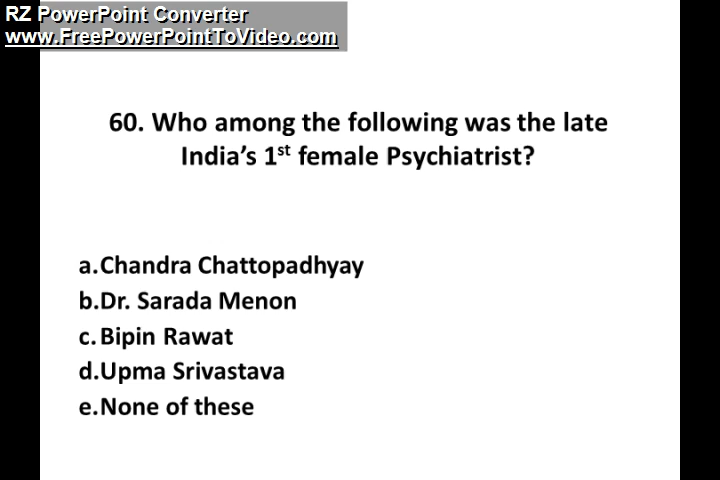 RZ PowerPoint Converter
www.FreePowerPointToVideo.com
60. Who among the following was the late
India’s 1st female Psychiatrist?
a.Chandra Chattopadhyay
b.Dr. Sarada Menon
c. Bipin Rawat
d.Upma Srivastava
e.None of these